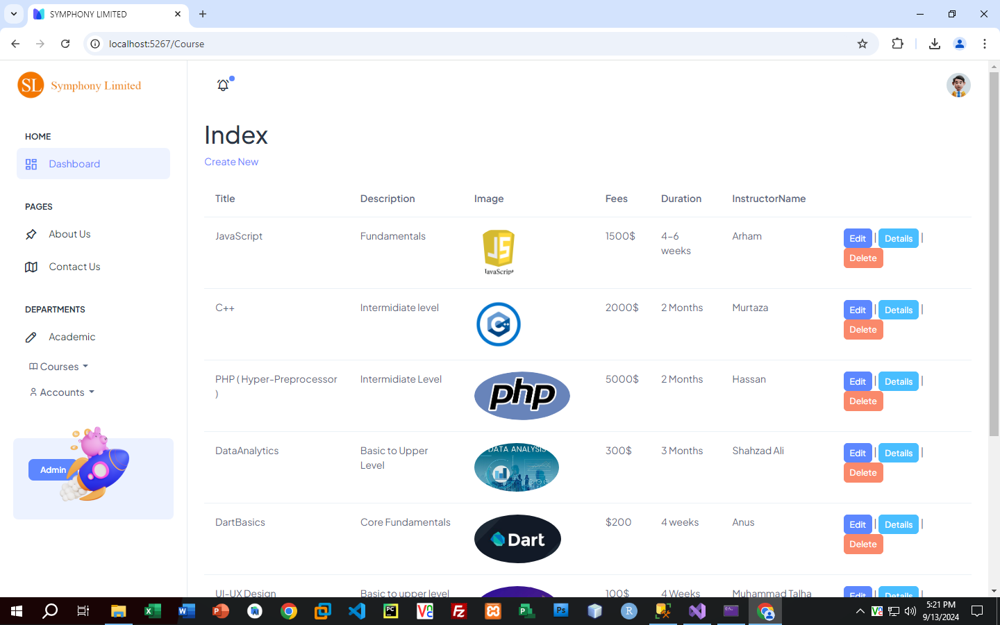 SYMPHONY LIMITED
localhost:5267/Course
SL Symphony Limited
HOME
Dashboard
PAGES
About Us
Contact Us
DEPARTMENTS
Academic
Courses
Accounts
Admin
Index
Create New
Title Description Image Fees Duration InstructorName
JavaScript Fundamentals JS JavaScript 1500$ 4-6 weeks Arham Edit | Details | Delete
C++ Intermidiate level C++ 2000$ 2 Months Murtaza Edit | Details | Delete
PHP ( Hyper-Preprocessor ) Intermidiate Level php 5000$ 2 Months Hassan Edit | Details | Delete
DataAnalytics Basic to Upper Level DATA ANALYSIS 300$ 3 Months Shahzad Ali Edit | Details | Delete
DartBasics Core Fundamentals Dart $200 4 weeks Anus Edit | Details | Delete
UI-UX Design Basic to upper level 100$ 4 Weeks Muhammad Talha Edit | Details |
5:21 PM
9/13/2024